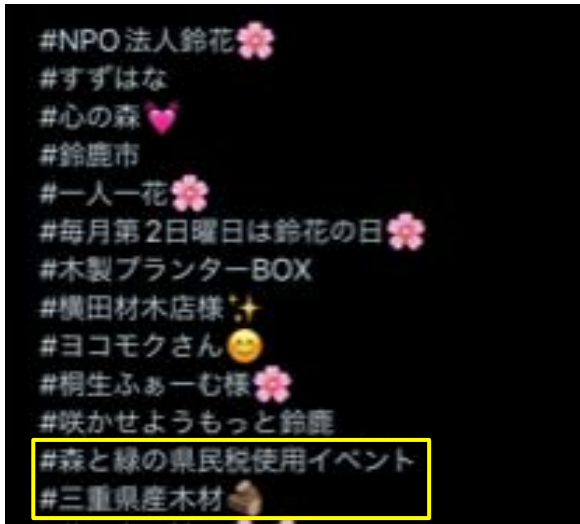 #NPO法人鈴花🌸
#すずはな
#心の森💓
#鈴鹿市
#一人一花🌸
#毎月第2日曜日は鈴花の日🌸
#木製プランターBOX
#横田材木店様✨
#ヨコモクさん😊
#桐生ふぁーむ様🌸
#咲かせようもっと鈴鹿
#森と緑の県民税使用イベント
#三重県産木材🪵